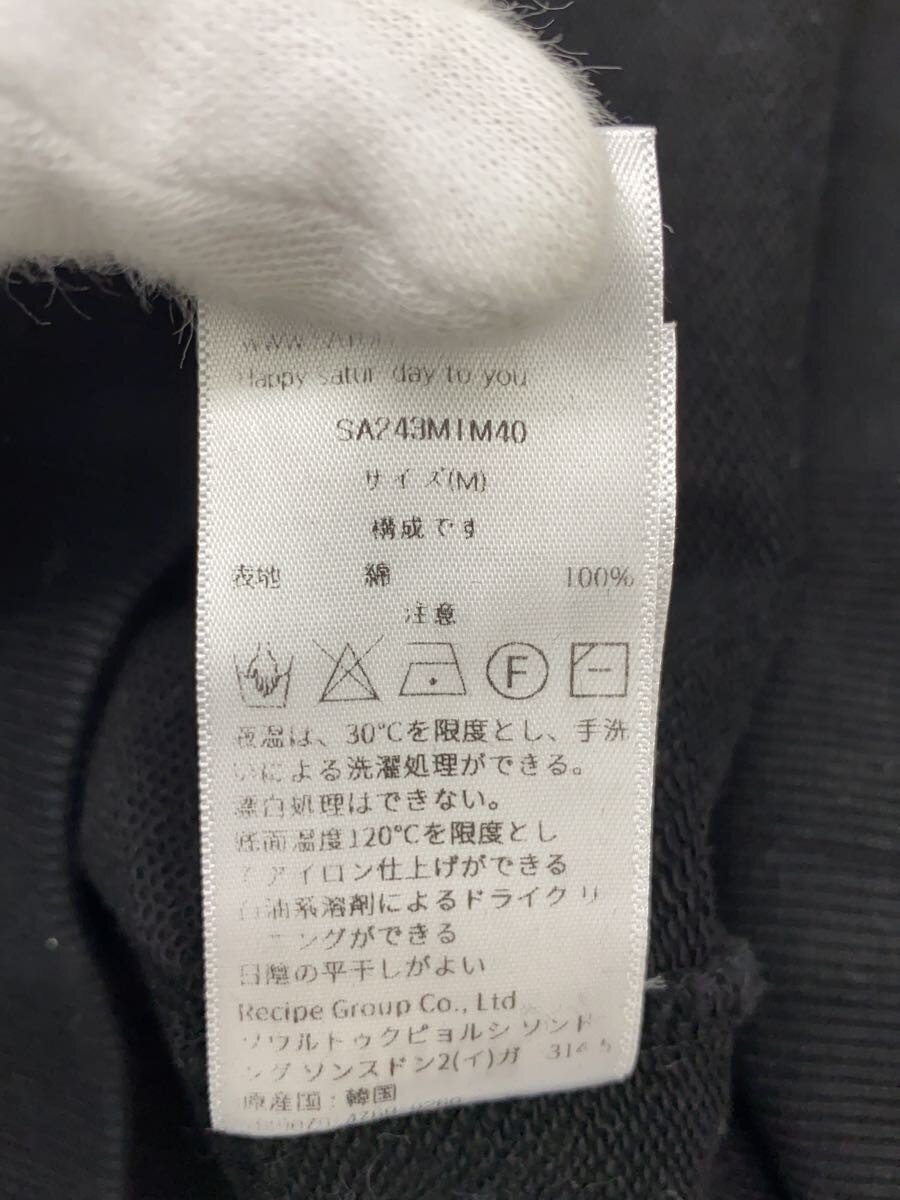 Happy satur day to you
SA243MIM40
サイズ(M)
構成です
表地 綿 100%
注意
F
液温は、30℃を限度とし、手洗
いによる洗濯処理ができる。
漂白処理はできない。
底面温度120℃を限度とし
てアイロン仕上げができる
石油系溶剤によるドライクリ
ーニングができる
日陰の平干しがよい
Recipe Group Co., Ltd
ソウルトゥクピョルシ ソンド
ング ソンスドン2(イ)ガ 314-5
原産国 : 韓国